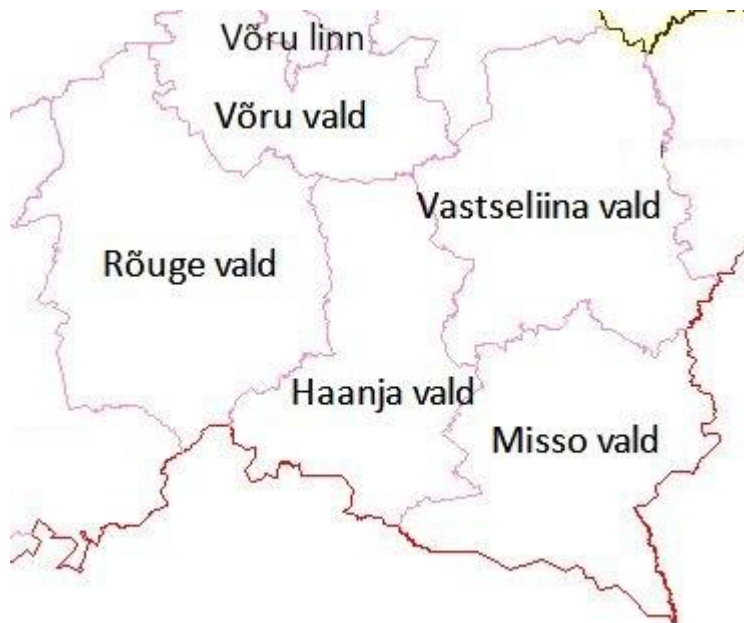 Võru linn
Võru vald
Vastseliina vald
Rõuge vald
Haanja vald
Misso vald